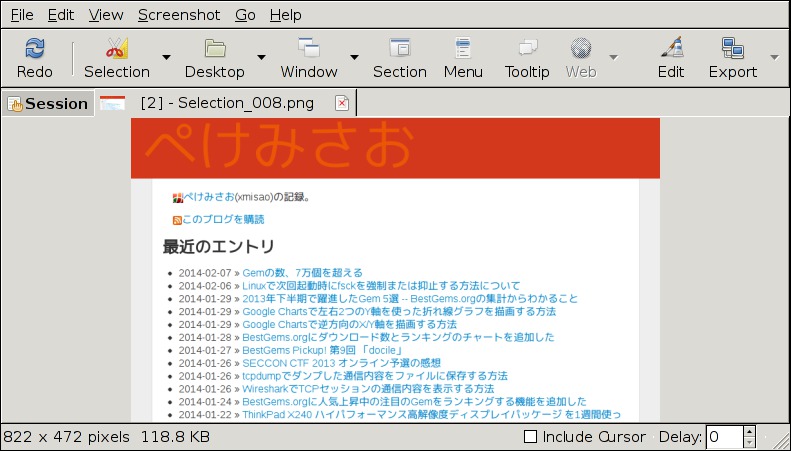 File Edit View Screenshot Go Help
Redo Selection Desktop Window Section Menu Tooltip Web Edit Export
Session [2] - Selection_008.png
ぺけみさお
ぺけみさお(xmisao)の記録。
このブログを購読
最近のエントリ
2014-02-07 » Gemの数、7万個を超える
2014-02-06 » Linuxで次回起動時にfsckを強制または抑止する方法について
2014-01-29 » 2013年下半期で躍進したGem 5選 -- BestGems.orgの集計からわかること
2014-01-29 » Google Chartsで左右2つのY軸を使った折れ線グラフを描画する方法
2014-01-29 » Google Chartsで逆方向のX/Y軸を描画する方法
2014-01-28 » BestGems.orgにダウンロード数とランキングのチャートを追加した
2014-01-27 » BestGems Pickup! 第9回 「docile」
2014-01-26 » SECCON CTF 2013 オンライン予選の感想
2014-01-26 » tcpdumpでダンプした通信内容をファイルに保存する方法
2014-01-26 » WiresharkでTCPセッションの通信内容を表示する方法
2014-01-24 » BestGems.orgに人気上昇中の注目のGemをランキングする機能を追加した
2014-01-22 » ThinkPad X240 ハイパフォーマンス高解像度ディスプレイパッケージ を1週間使っ
822 x 472 pixels 118.8 KB Include Cursor Delay: 0